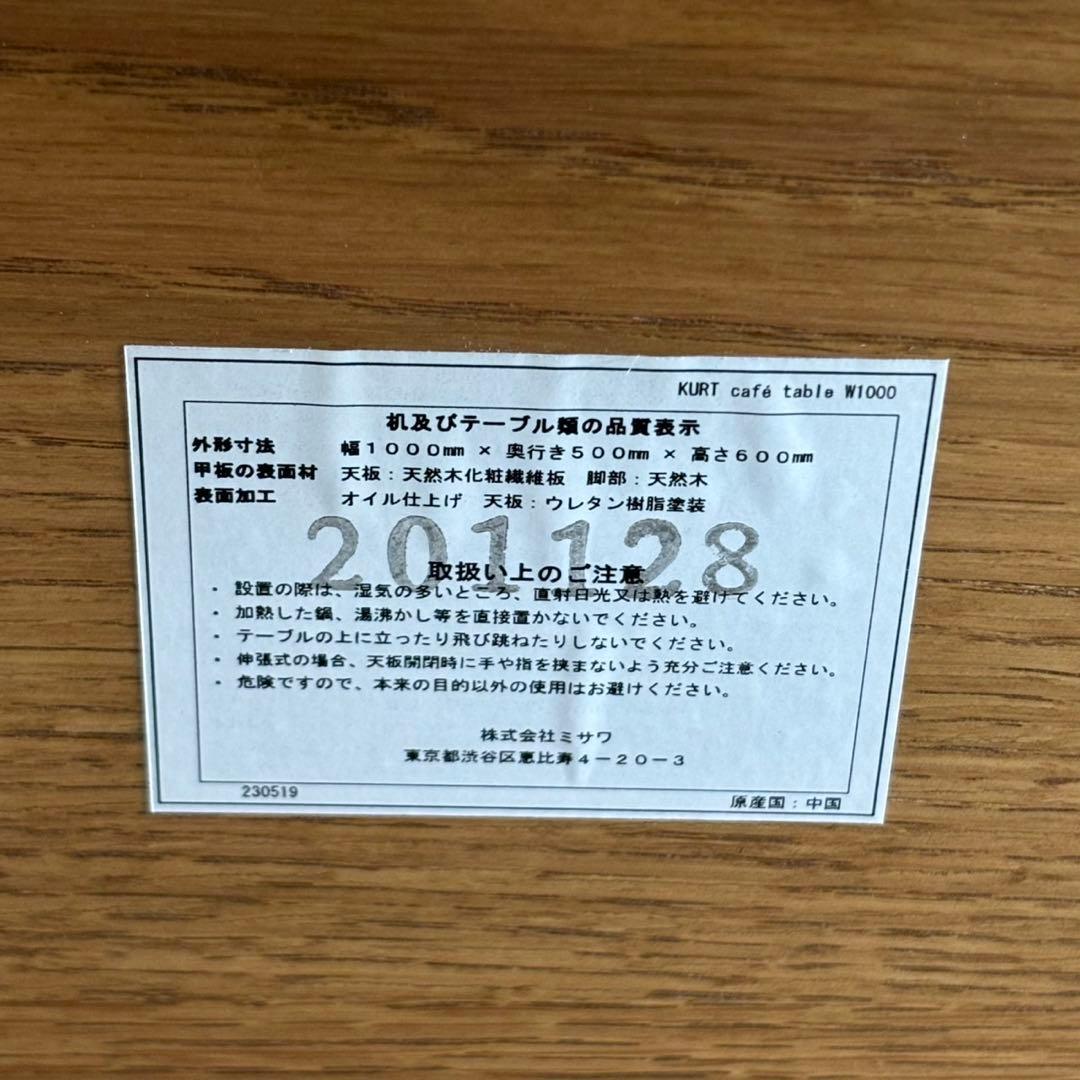 KURT café table W1000
机及びテーブル類の品質表示
外形寸法 幅1000mm × 奥行き500mm × 高さ600mm
甲板の表面材 天板：天然木化粧繊維板 脚部：天然木
表面加工 オイル仕上げ 天板：ウレタン樹脂塗装
201128
取扱い上のご注意
・ 設置の際は、湿気の多いところ、直射日光又は熱を避けてください。
・ 加熱した鍋、湯沸かし等を直接置かないでください。
・ テーブルの上に立ったり飛び跳ねたりしないでください。
・ 伸張式の場合、天板開閉時に手や指を挟まないよう充分ご注意ください。
・ 危険ですので、本来の目的以外の使用はお避けください。
株式会社ミサワ
東京都渋谷区恵比寿4－20－3
230519
原産国：中国